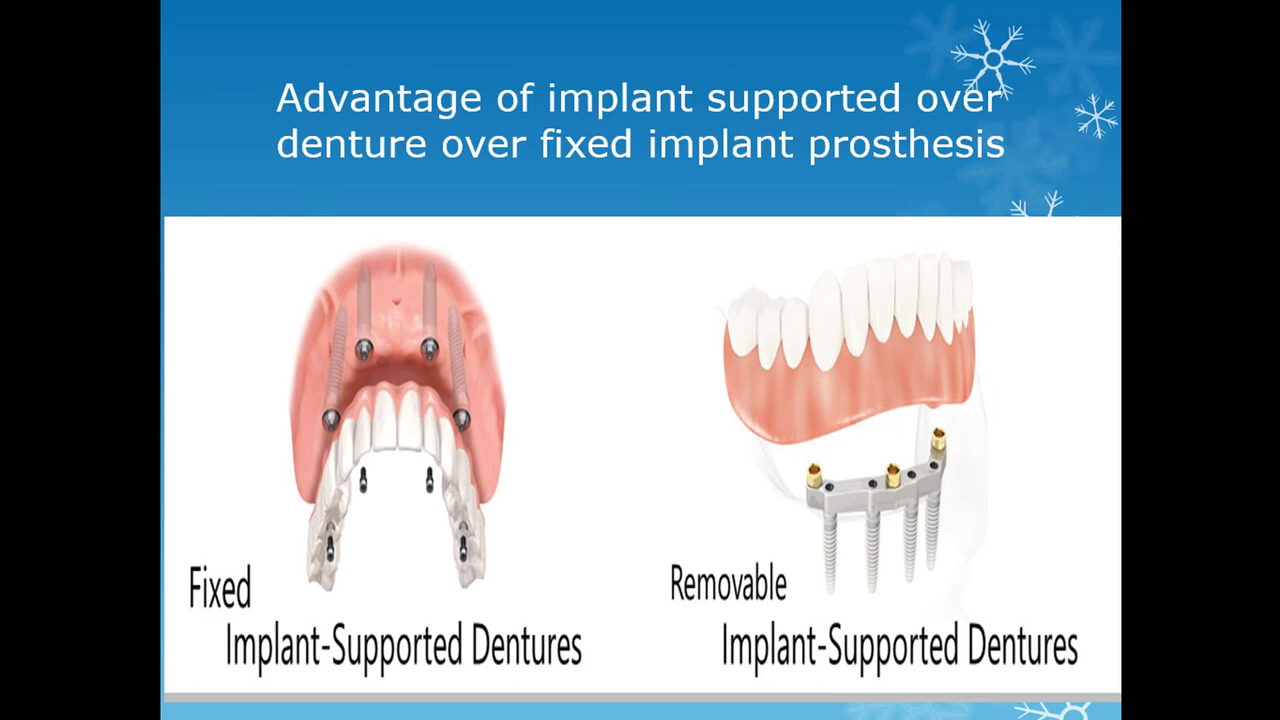 Advantage of implant supported over
denture over fixed implant prosthesis
Fixed
Implant-Supported Dentures
Removable
Implant-Supported Dentures